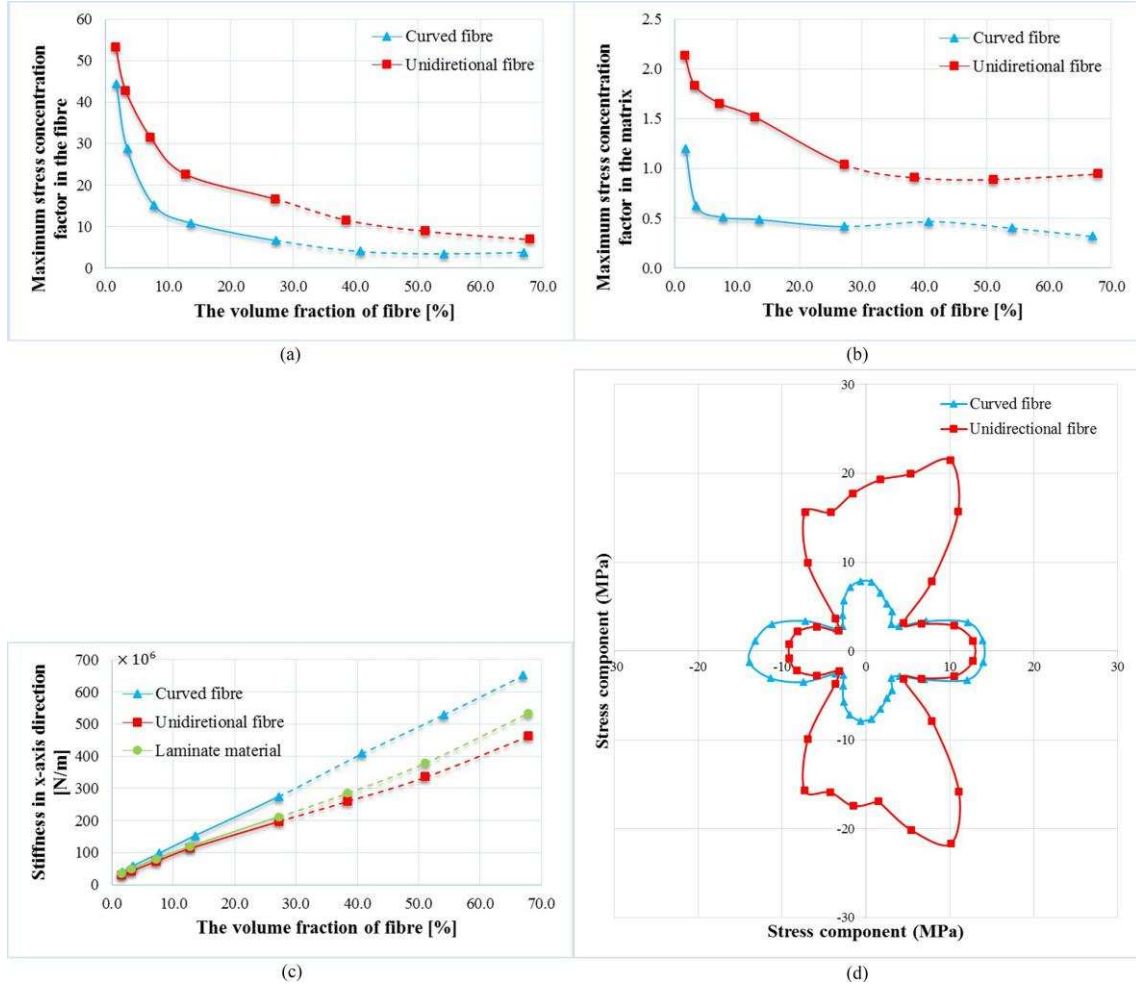 60
50
40
30
20
10
0
0.0 10.0 20.0 30.0 40.0 50.0 60.0 70.0
Maximum stress concentration
factor in the fibre
The volume fraction of fibre [%]
Curved fibre
Unidiretional fibre
(a)
2.5
2.0
1.5
1.0
0.5
0.0
0.0 10.0 20.0 30.0 40.0 50.0 60.0 70.0
Maximum stress concentration
factor in the matrix
The volume fraction of fibre [%]
Curved fibre
Unidiretional fibre
(b)
700
600
500
400
300
200
100
0
× 10⁶
0.0 10.0 20.0 30.0 40.0 50.0 60.0 70.0
Stiffness in x-axis direction
[N/m]
The volume fraction of fibre [%]
Curved fibre
Unidiretional fibre
Laminate material
(c)
30
20
10
0
-10
-20
-30
-30 -20 -10 0 10 20 30
Curved fibre
Unidirectional fibre
Stress component (MPa)
Stress component (MPa)
(d)